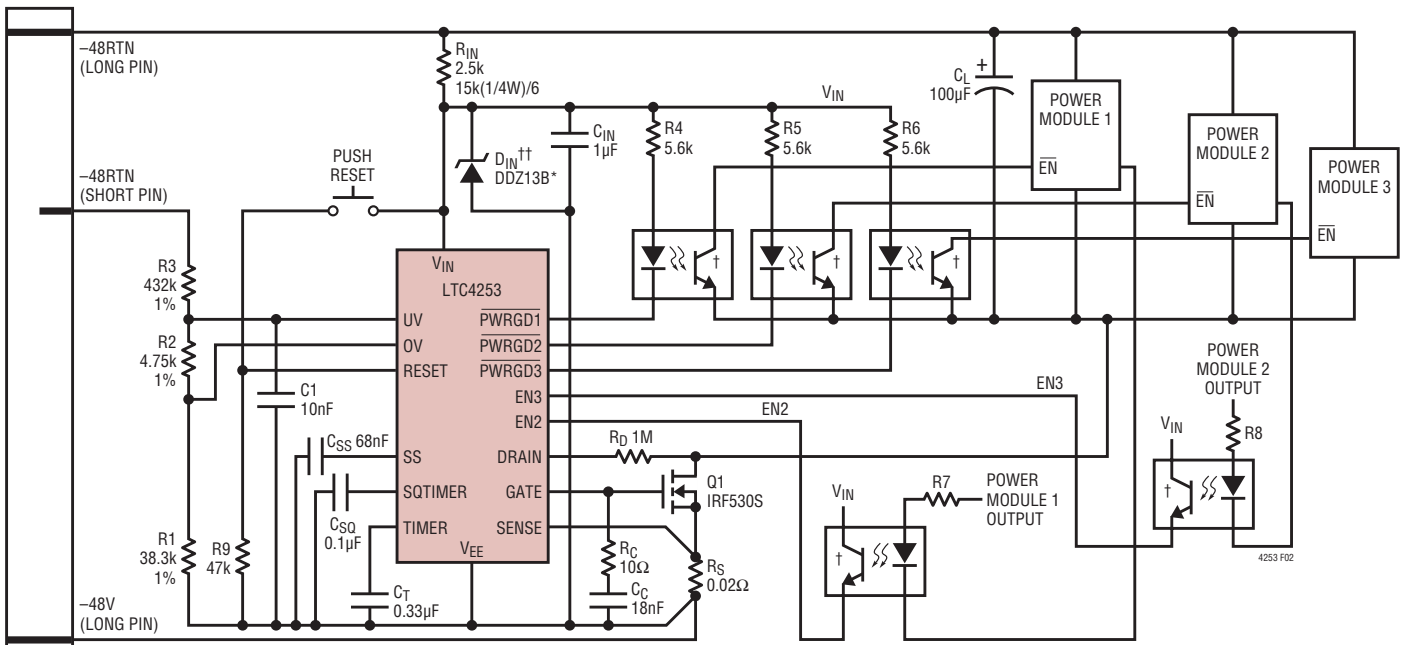 –48RTN
(LONG PIN)
RIN
2.5k
15k(1/4W)/6
VIN
CL
+
100µF
POWER
MODULE 1
EN
POWER
MODULE 2
EN
POWER
MODULE 3
EN
CIN
1µF
R4
5.6k
R5
5.6k
R6
5.6k
PUSH
RESET
DIN††
DDZ13B*
–48RTN
(SHORT PIN)
†
†
†
R3
432k
1%
R2
4.75k
1%
R1
38.3k
1%
R9
47k
C1
10nF
CSS 68nF
CSQ
0.1µF
CT
0.33µF
VIN
LTC4253
UV
OV
RESET
SS
SQTIMER
TIMER
VEE
PWRGD1
PWRGD2
PWRGD3
EN3
EN2
DRAIN
GATE
SENSE
EN3
EN2
RD 1M
Q1
IRF530S
RC
10Ω
CC
18nF
RS
0.02Ω
VIN
†
R7
POWER
MODULE 1
OUTPUT
POWER
MODULE 2
OUTPUT
R8
VIN
†
4253 F02
–48V
(LONG PIN)